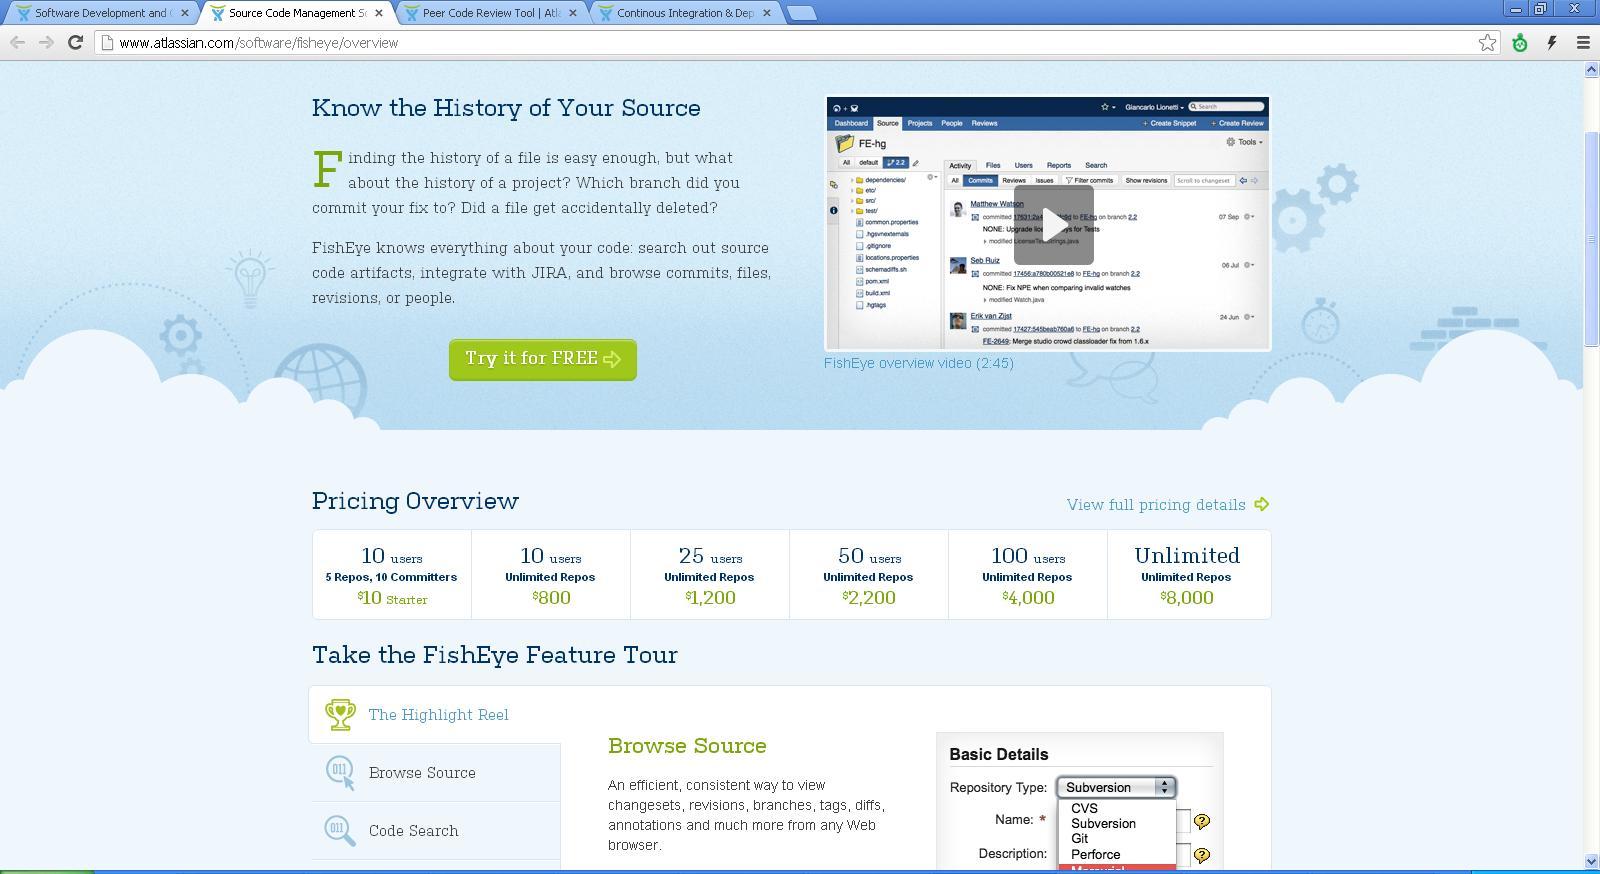 Software Development and C
Source Code Management S
Peer Code Review Tool | Atla
Continous Integration & Dep
www.atlassian.com/software/fisheye/overview
Know the History of Your Source
Finding the history of a file is easy enough, but what
about the history of a project? Which branch did you
commit your fix to? Did a file get accidentally deleted?
FishEye knows everything about your code: search out source
code artifacts, integrate with JIRA, and browse commits, files,
revisions, or people.
Try it for FREE
Giancarlo Lionetti
Search
Dashboard Source Projects People Reviews
+ Create Snippet + Create Review
FE-hg
Tools
All default 2.2
dependencies/
etc/
src/
test/
common.properties
.hgsvnexternals
.gitignore
locations.properties
schemadiffs.sh
pom.xml
build.xml
.hgtags
Activity Files Users Reports Search
All Commits Reviews Issues Filter commits Show revisions Scroll to changeset
Matthew Watson
committed to FE-hg on branch 2.2
07 Sep
NONE: Upgrade for Tests
modified
Seb Ruiz
committed 17456:a780b00521e8 to FE-hg on branch 2.2
06 Jul
NONE: Fix NPE when comparing invalid watches
modified Watch.java
Erik van Zijst
committed 17427:545beab760a6 to FE-hg on branch 2.2
24 Jun
FE-2649: Merge studio crowd classloader fix from 1.6.x
FishEye overview video (2:45)
Pricing Overview
View full pricing details
10 users
5 Repos, 10 Committers
$10 Starter
10 users
Unlimited Repos
$800
25 users
Unlimited Repos
$1,200
50 users
Unlimited Repos
$2,200
100 users
Unlimited Repos
$4,000
Unlimited
Unlimited Repos
$8,000
Take the FishEye Feature Tour
The Highlight Reel
011
Browse Source
011
Code Search
Browse Source
An efficient, consistent way to view
changesets, revisions, branches, tags, diffs,
annotations and much more from any Web
browser.
Basic Details
Repository Type: Subversion
CVS
Subversion
Git
Perforce
Name: *
Description: